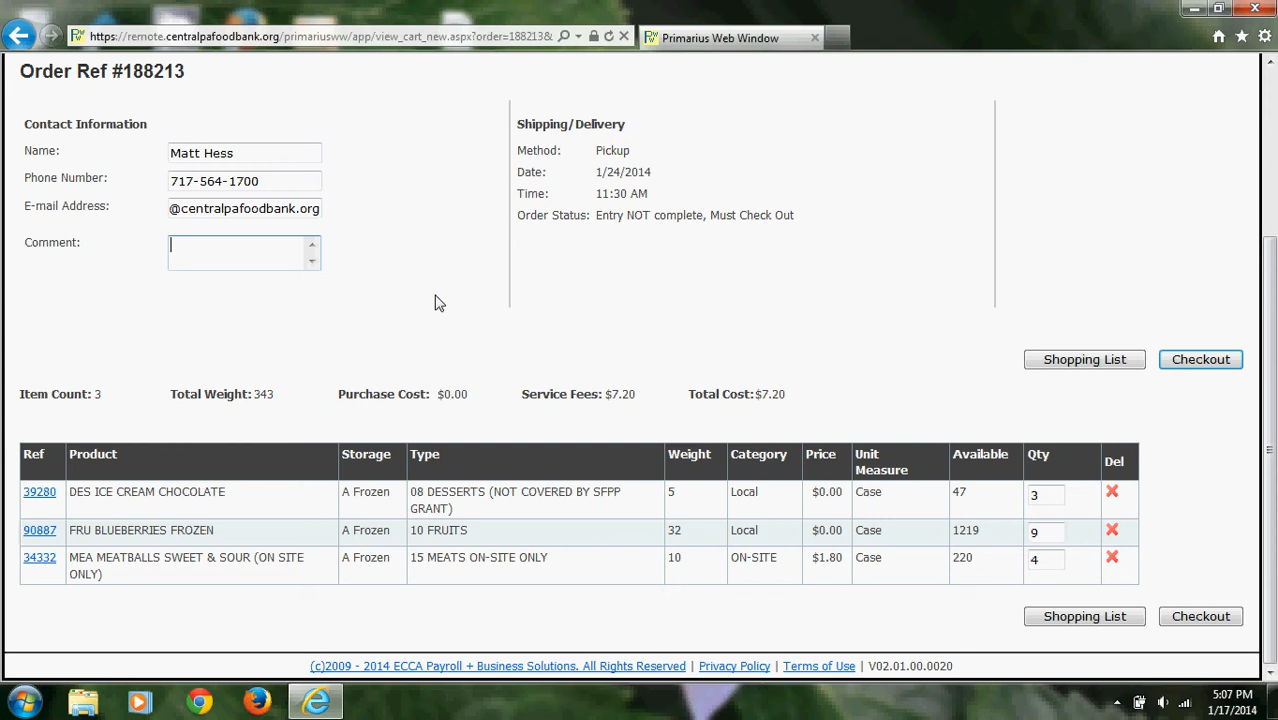 https://remote.centralpafoodbank.org/primariusww/app/view_cart_new.aspx?order=188213&
Primarius Web Window
Order Ref #188213
Contact Information
Name: Matt Hess
Phone Number: 717-564-1700
E-mail Address: @centralpafoodbank.org
Comment:
Shipping/Delivery
Method: Pickup
Date: 1/24/2014
Time: 11:30 AM
Order Status: Entry NOT complete, Must Check Out
Shopping List Checkout
Item Count: 3 Total Weight: 343 Purchase Cost: $0.00 Service Fees: $7.20 Total Cost: $7.20
Ref Product Storage Type Weight Category Price Unit Measure Available Qty Del
39280 DES ICE CREAM CHOCOLATE A Frozen 08 DESSERTS (NOT COVERED BY SFPP GRANT) 5 Local $0.00 Case 47 3
90887 FRU BLUEBERRIES FROZEN A Frozen 10 FRUITS 32 Local $0.00 Case 1219 9
34332 MEA MEATBALLS SWEET & SOUR (ON SITE ONLY) A Frozen 15 MEATS ON-SITE ONLY 10 ON-SITE $1.80 Case 220 4
Shopping List Checkout
(c)2009 - 2014 ECCA Payroll + Business Solutions. All Rights Reserved | Privacy Policy | Terms of Use | V02.01.00.0020
5:07 PM
1/17/2014